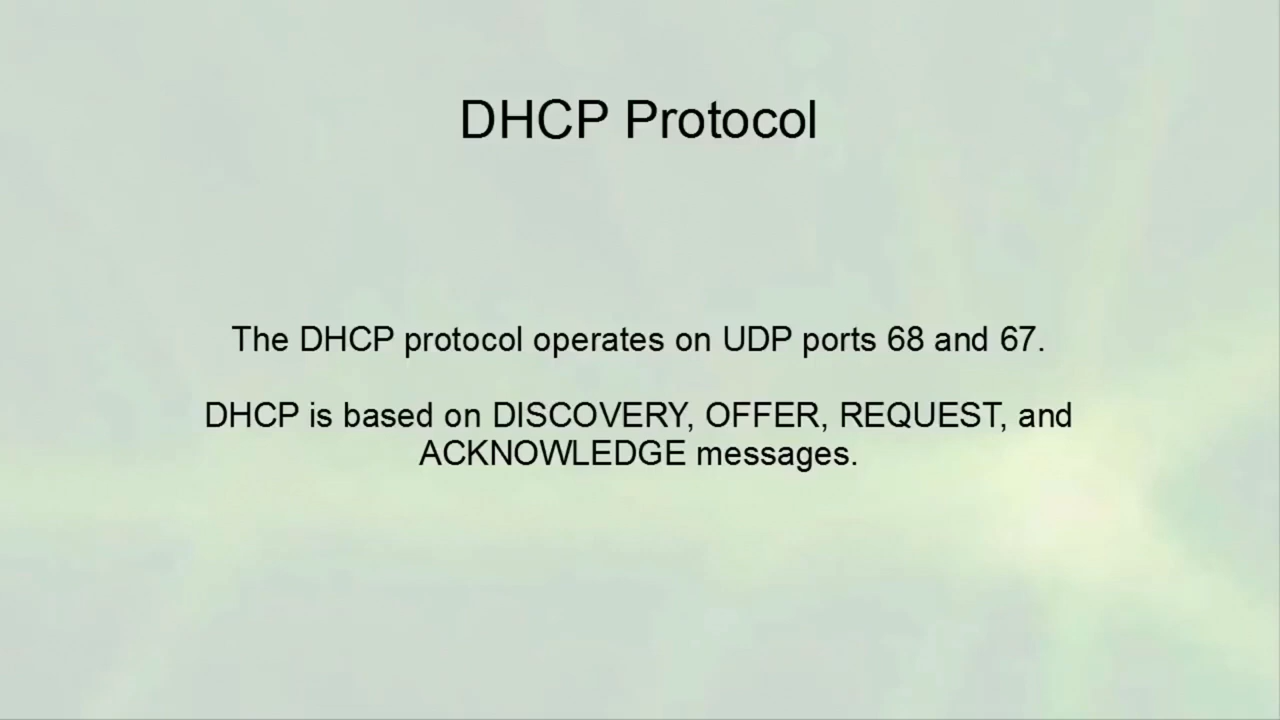 DHCP Protocol
The DHCP protocol operates on UDP ports 68 and 67.
DHCP is based on DISCOVERY, OFFER, REQUEST, and
ACKNOWLEDGE messages.